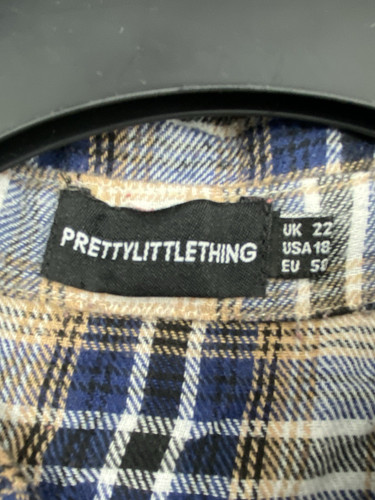 PRETTYLITTLETHING
UK 22
USA 18
EU 50